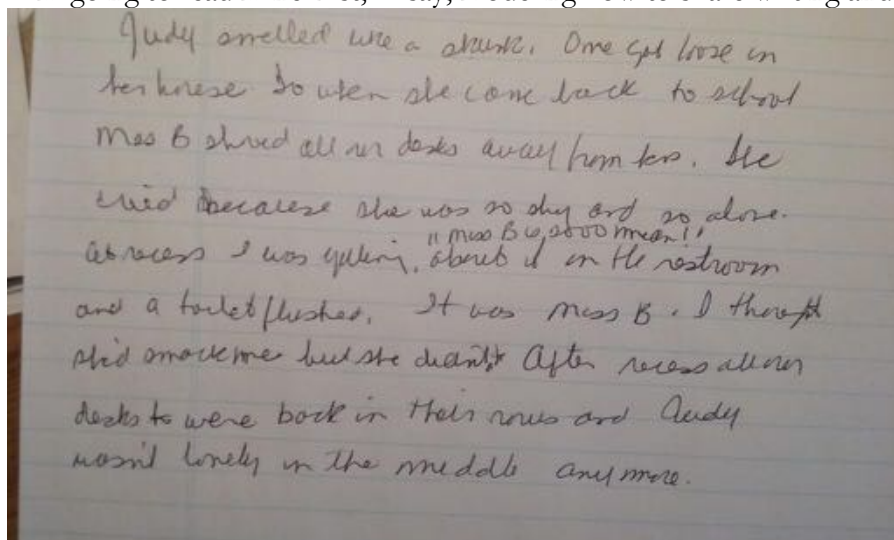 Judy smelled like a skunk. One got loose in
her house. So when she came back to school
Miss B shoved all our desks away from hers. She
cried because she was so shy and so alone.
"Miss B is sooo mean!"
At recess I was yelling, about it in the restroom
and a toilet flushes. It was Miss B. I thought
she'd smack me but she didn't. After recess all our
desks were back in their rows and Judy
wasn't lonely in the middle anymore.